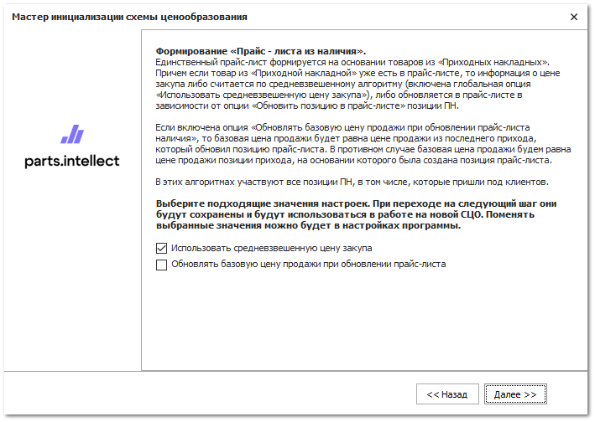 Мастер инициализации схемы ценообразования
parts.intellect
Формирование «Прайс - листа из наличия».
Единственный прайс-лист формируется на основании товаров из «Приходных накладных».
Причем если товар из «Приходной накладной» уже есть в прайс-листе, то информация о цене
закупа либо считается по средневзвешенному алгоритму (включена глобальная опция
«Использовать средневзвешенную цену закупа»), либо обновляется в прайс-листе в
зависимости от опции «Обновить позицию в прайс-листе» позиции ПН.
Если включена опция «Обновлять базовую цену продажи при обновлении прайс-листа
наличия», то базовая цена продажи будет равна цене продажи из последнего прихода,
который обновил позицию прайс-листа. В противном случае базовая цена продажи буден равна
цене продажи позиции прихода, на основании которого была создана позиция прайс-листа.
В этих алгоритмах участвуют все позиции ПН, в том числе, которые пришли под клиентов.
Выберите подходящие значения настроек. При переходе на следующий шаг они
будут сохранены и будут использоваться в работе на новой СЦО. Поменять
выбранные значения можно будет в настройках программы.
Использовать средневзвешенную цену закупа
Обновлять базовую цену продажи при обновлении прайс-листа
<< Назад
Далее >>